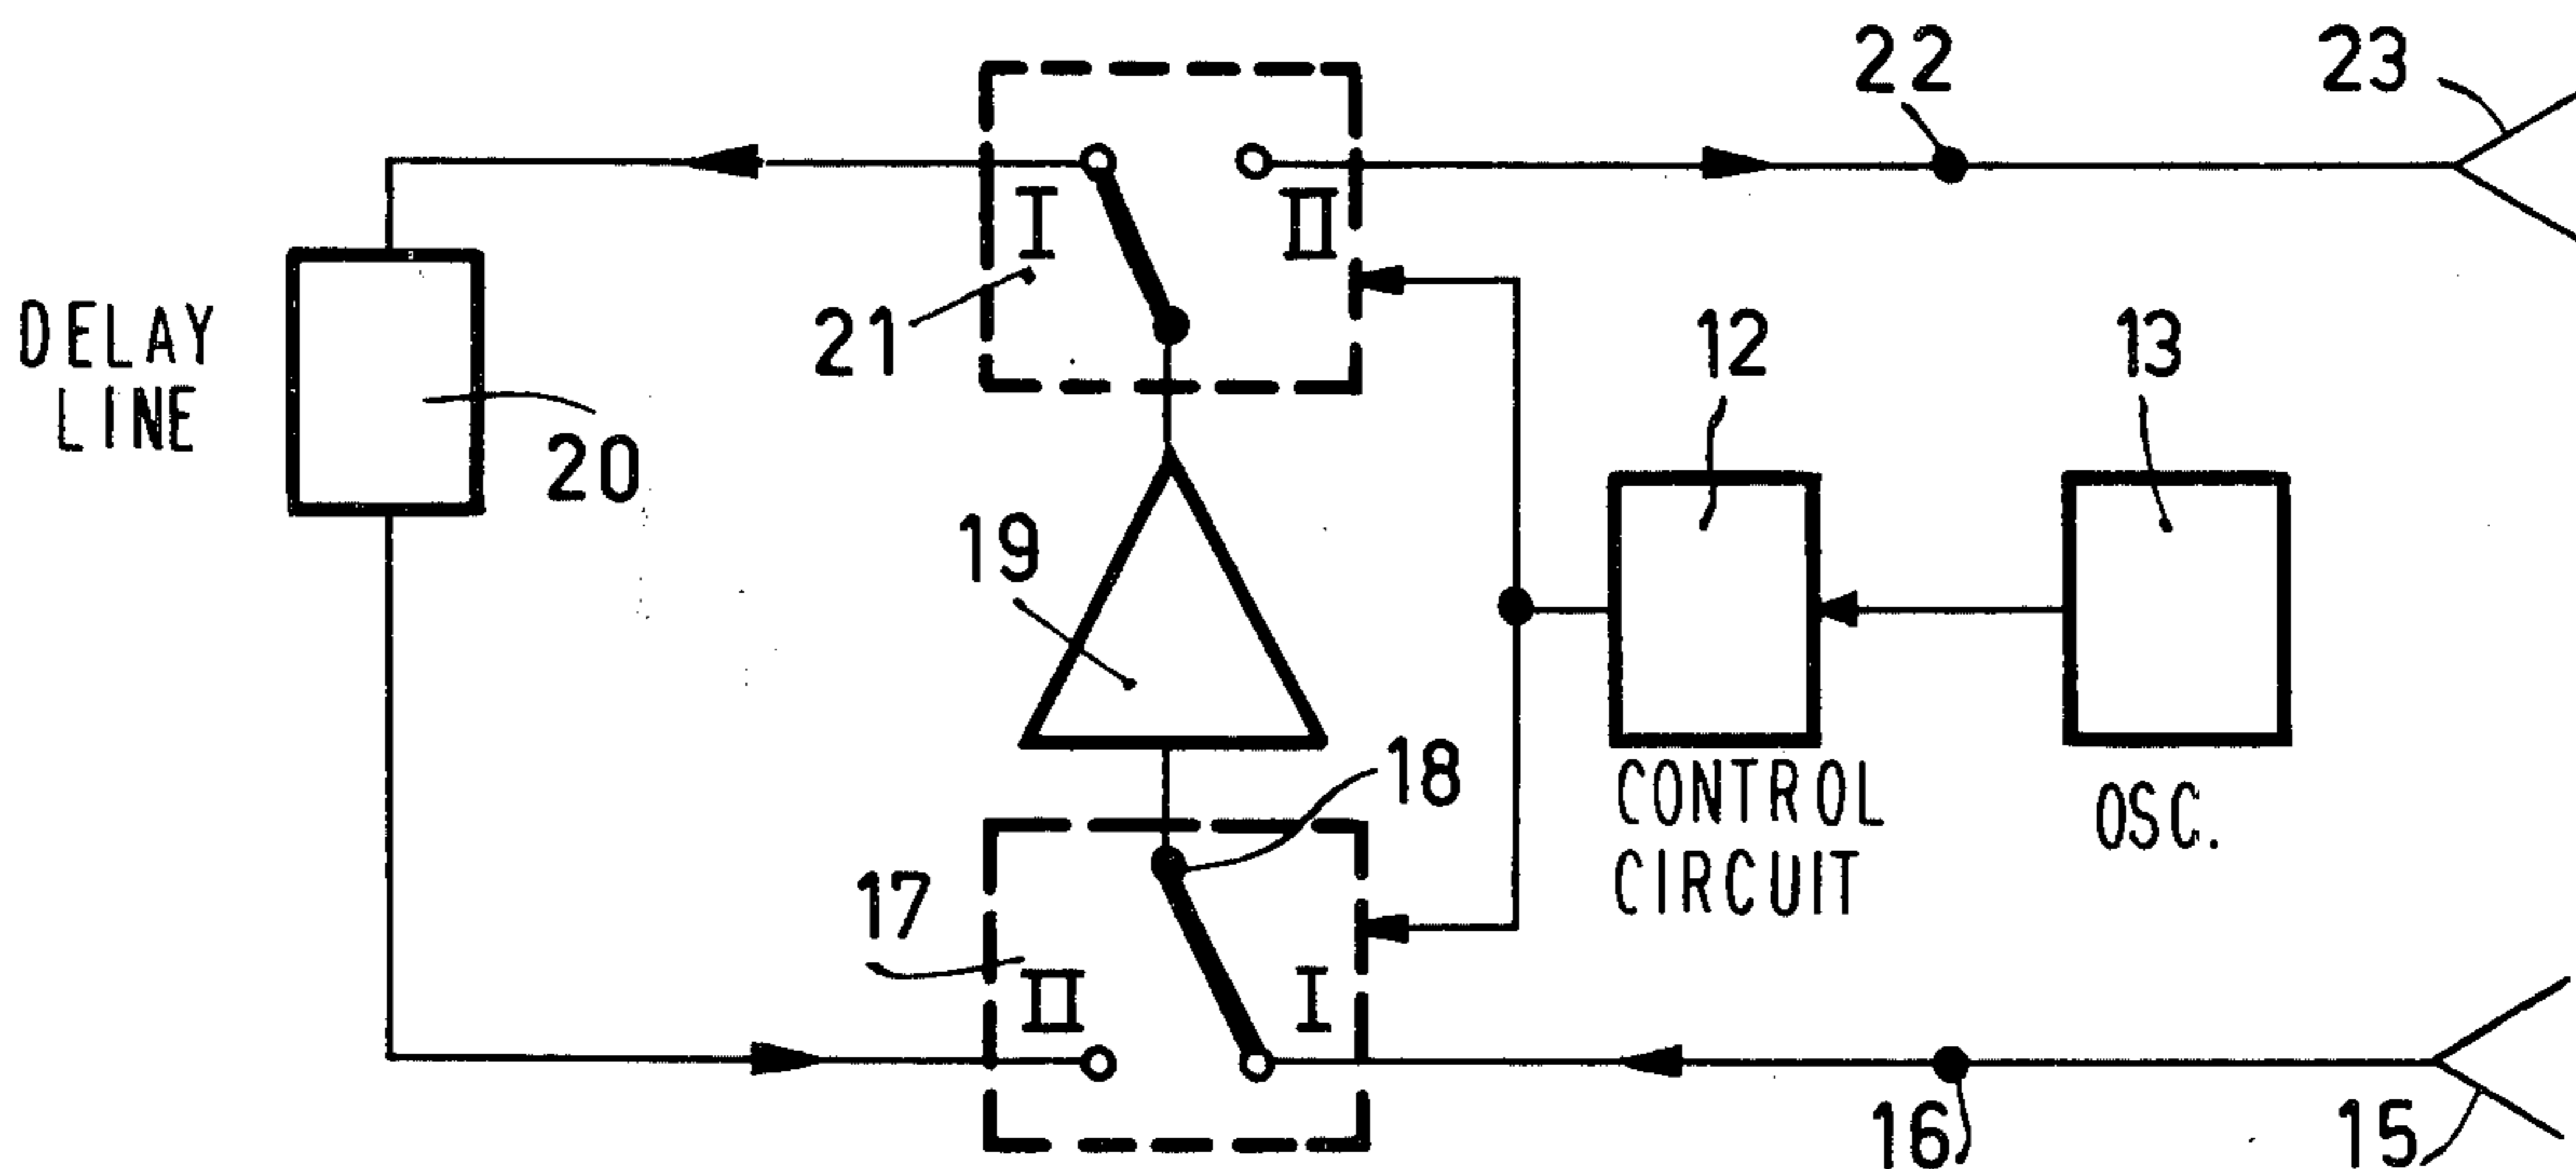 22
23
I
II
21
DELAY
LINE
20
12
13
19
18
CONTROL
CIRCUIT
OSC.
17
II
I
16
15